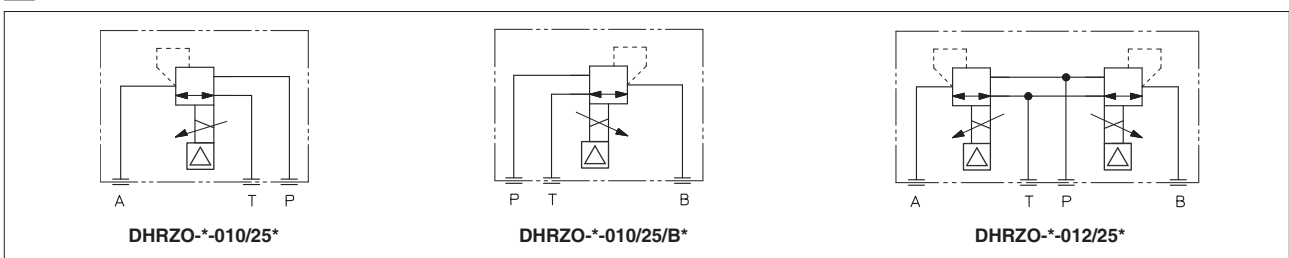 A T P
P T B
A T P B
DHRZO-*-010/25*
DHRZO-*-010/25/B*
DHRZO-*-012/25*